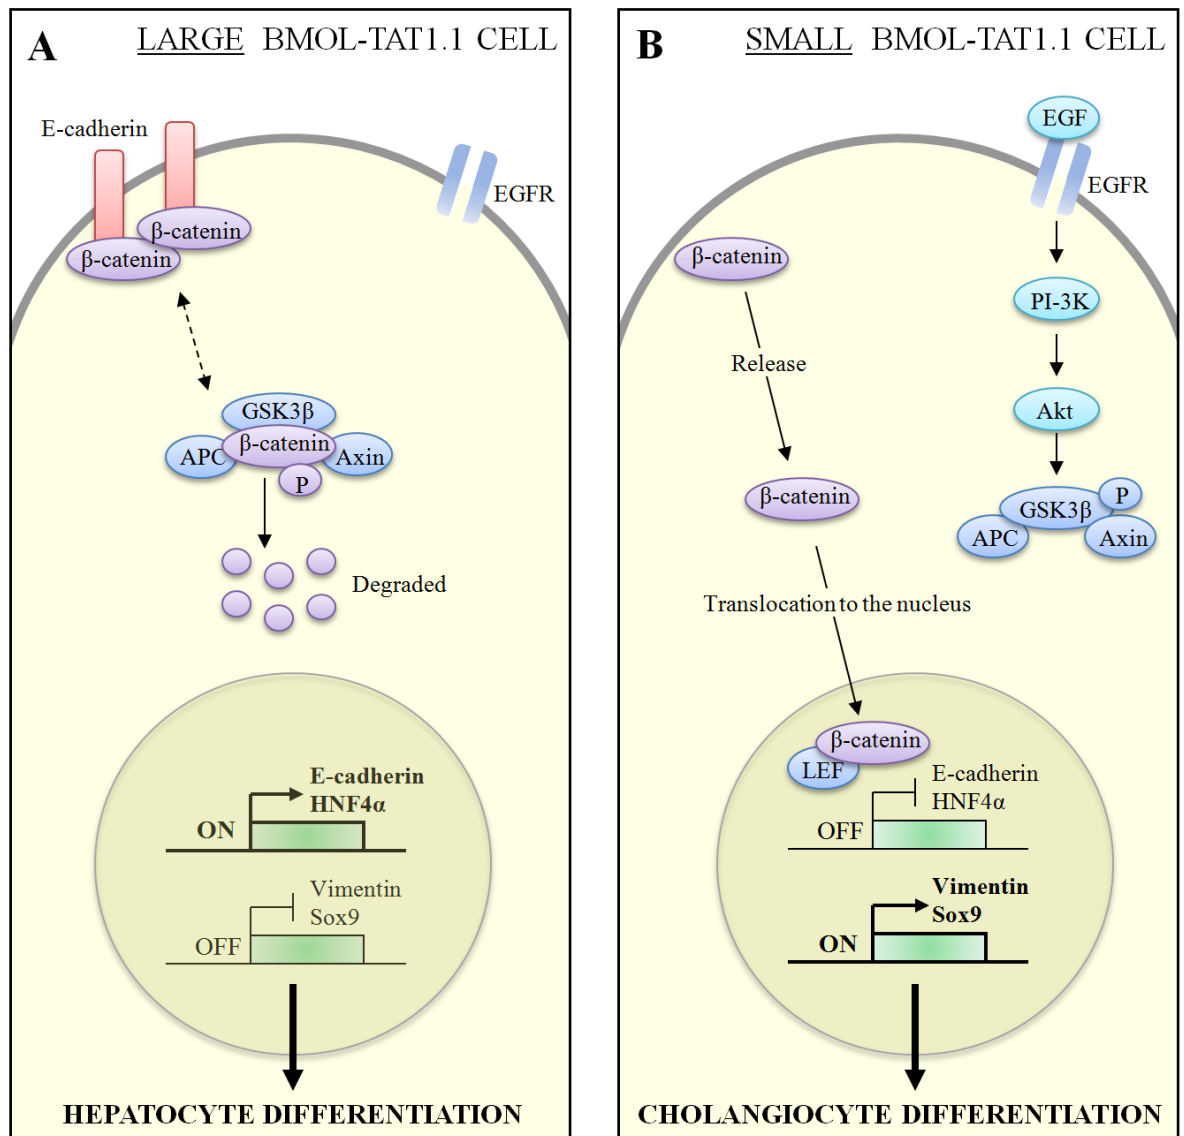 A LARGE BMOL-TAT1.1 CELL
E-cadherin
EGFR
β-catenin
β-catenin
GSK3β
β-catenin
APC
Axin
P
Degraded
E-cadherin
HNF4α
ON
Vimentin
Sox9
OFF
HEPATOCYTE DIFFERENTIATION
B SMALL BMOL-TAT1.1 CELL
EGF
EGFR
β-catenin
PI-3K
Release
Akt
β-catenin
P
GSK3β
APC
Axin
Translocation to the nucleus
β-catenin
LEF
E-cadherin
HNF4α
OFF
Vimentin
Sox9
ON
CHOLANGIOCYTE DIFFERENTIATION